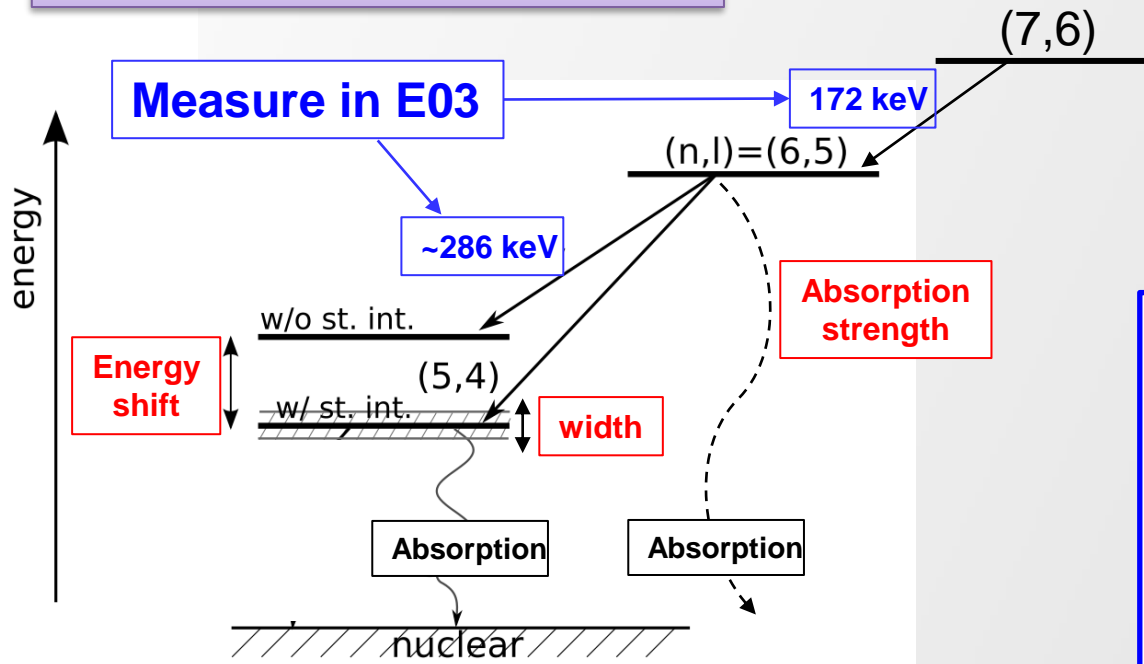 (7,6)
Measure in E03
172 keV
(n,l)=(6,5)
energy
~286 keV
Absorption
strength
w/o st. int.
Energy
shift
(5,4)
w/ st. int.
width
Absorption
Absorption
nuclear